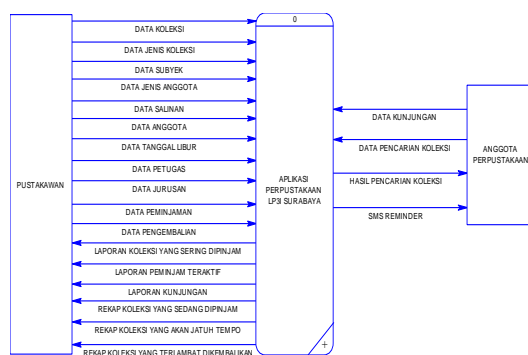 PUSTAKAWAN
DATA KOLEKSI
DATA JENIS KOLEKSI
DATA SUBYEK
DATA JENIS ANGGOTA
DATA SALINAN
DATA ANGGOTA
DATA TANGGAL LIBUR
DATA PETUGAS
DATA JURUSAN
DATA PEMINJAMAN
DATA PENGEMBALIAN
LAPORAN KOLEKSI YANG SERING DIPINJAM
LAPORAN PEMINJAM TERAKTIF
LAPORAN KUNJUNGAN
REKAP KOLEKSI YANG SEDANG DIPINJAM
REKAP KOLEKSI YANG AKAN JATUH TEMPO
REKAP KOLEKSI YANG TERLAMBAT DIKEMBALIKAN
0
APLIKASI
PERPUSTAKAAN
LP3I SURABAYA
+
DATA KUNJUNGAN
DATA PENCARIAN KOLEKSI
HASIL PENCARIAN KOLEKSI
SMS REMINDER
ANGGOTA
PERPUSTAKAAN